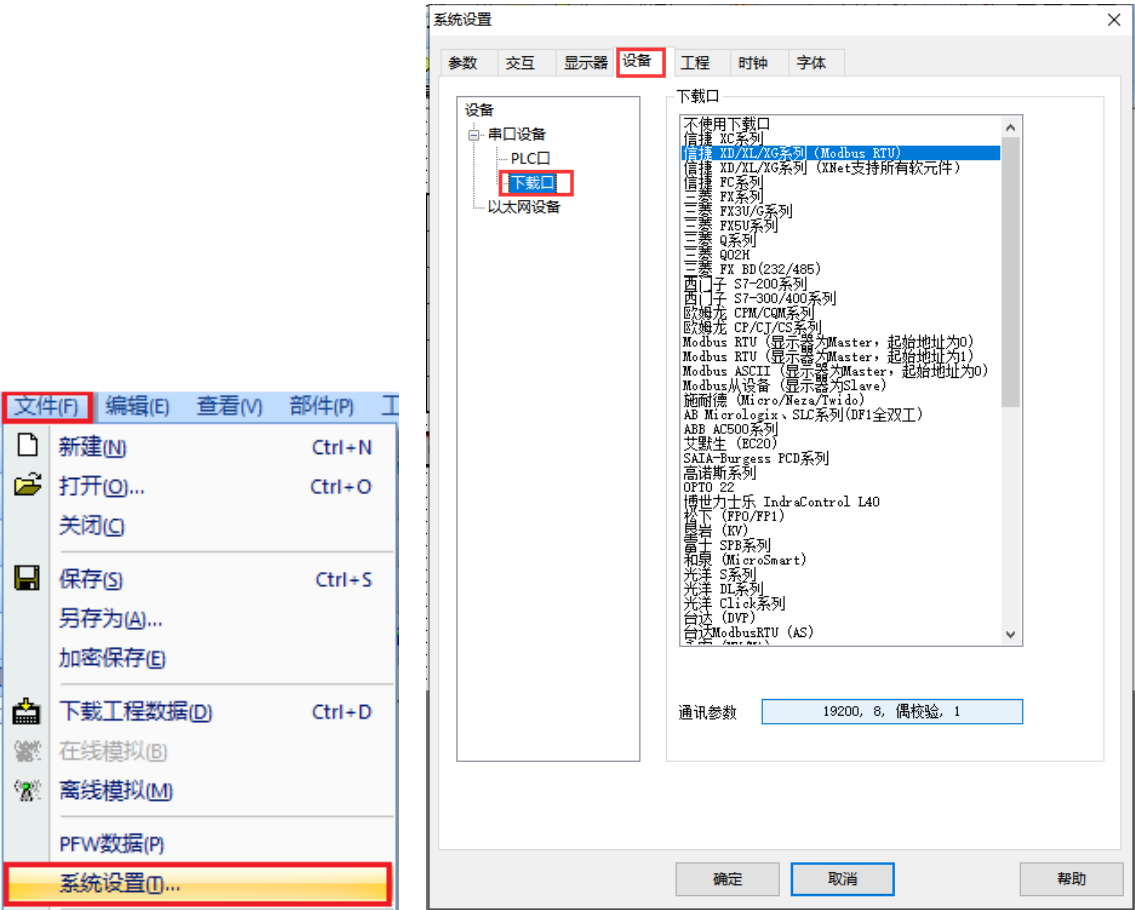 文件(F) 编辑(E) 查看(V) 部件(P) 工
新建(N) Ctrl+N
打开(O)... Ctrl+O
关闭(C)
保存(S) Ctrl+S
另存为(A)...
加密保存(E)
下载工程数据(D) Ctrl+D
在线模拟(B)
离线模拟(M)
PFW数据(P)
系统设置(T)...
系统设置
参数 交互 显示器 设备 工程 时钟 字体
设备
串口设备
PLC口
下载口
以太网设备
下载口
不使用下载口
信捷 XC系列
信捷 XD/XL/XG系列 (Modbus RTU)
信捷 XD/XL/XG系列 (XNet支持所有软元件)
信捷 FC系列
三菱 FX系列
三菱 FX3U/G系列
三菱 FX5U系列
三菱 Q系列
三菱 Q02H
三菱 FX BD(232/485)
西门子 S7-200系列
西门子 S7-300/400系列
欧姆龙 CPM/CQM系列
欧姆龙 CP/CJ/CS系列
Modbus RTU (显示器为Master，起始地址为0)
Modbus RTU (显示器为Master，起始地址为1)
Modbus ASCII (显示器为Master，起始地址为0)
Modbus从设备 (显示器为Slave)
施耐德 (Micro/Neza/Twido)
AB Micrologix、SLC系列(DF1全双工)
ABB AC500系列
艾默生 (EC20)
SAIA-Burgess PCD系列
高诺斯系列
OPTO 22
博世力士乐 IndraControl L40
松下 (FP0/FP1)
良岩 (KV)
富士 SPB系列
和泉 (MicroSmart)
光洋 S系列
光洋 DL系列
光洋 Click系列
台达 (DVP)
台达ModbusRTU (AS)
通讯参数 19200, 8, 偶校验, 1
确定 取消 帮助